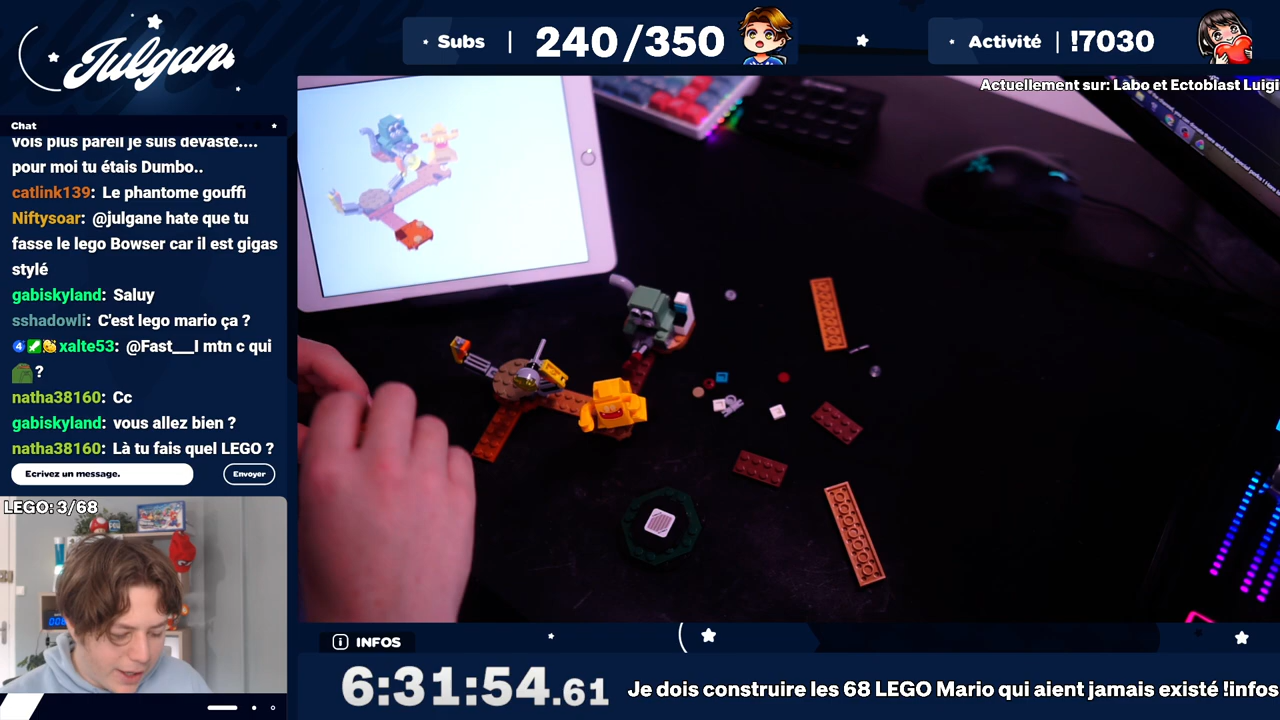 Julgane
Subs | 240/350
Activité | !7030
Actuellement sur: Labo et Ectoblast Luigi
Chat
vois plus pareil je suis dévasté....
pour moi tu étais Dumbo..
catlink139: Le phantome gouffi
Niftysoar: @julgane hate que tu
fasse le lego Bowser car il est gigas
stylé
gabiskyland: Saluy
sshadowli: C'est lego mario ça ?
xalte53: @Fast___l mtn c qui
?
natha38160: Cc
gabiskyland: vous allez bien ?
natha38160: Là tu fais quel LEGO ?
Ecrivez un message.
Envoyer
LEGO: 3/68
INFOS
6:31:54.61
Je dois construire les 68 LEGO Mario qui aient jamais existé !infos